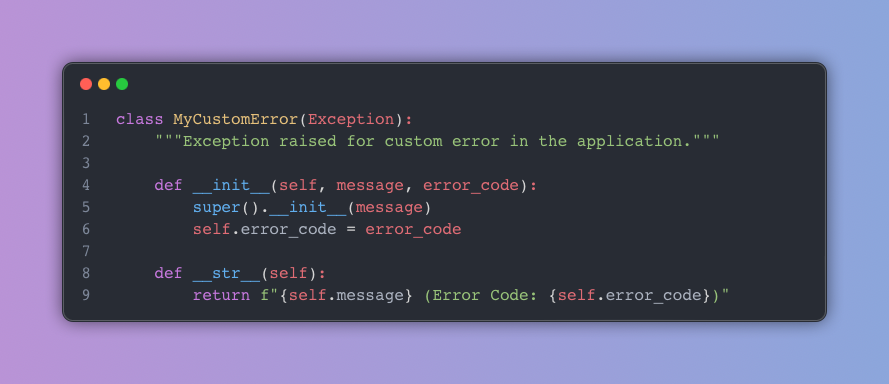 1 class MyCustomError(Exception):
2     """Exception raised for custom error in the application."""
3
4     def __init__(self, message, error_code):
5         super().__init__(message)
6         self.error_code = error_code
7
8     def __str__(self):
9         return f"{self.message} (Error Code: {self.error_code})"